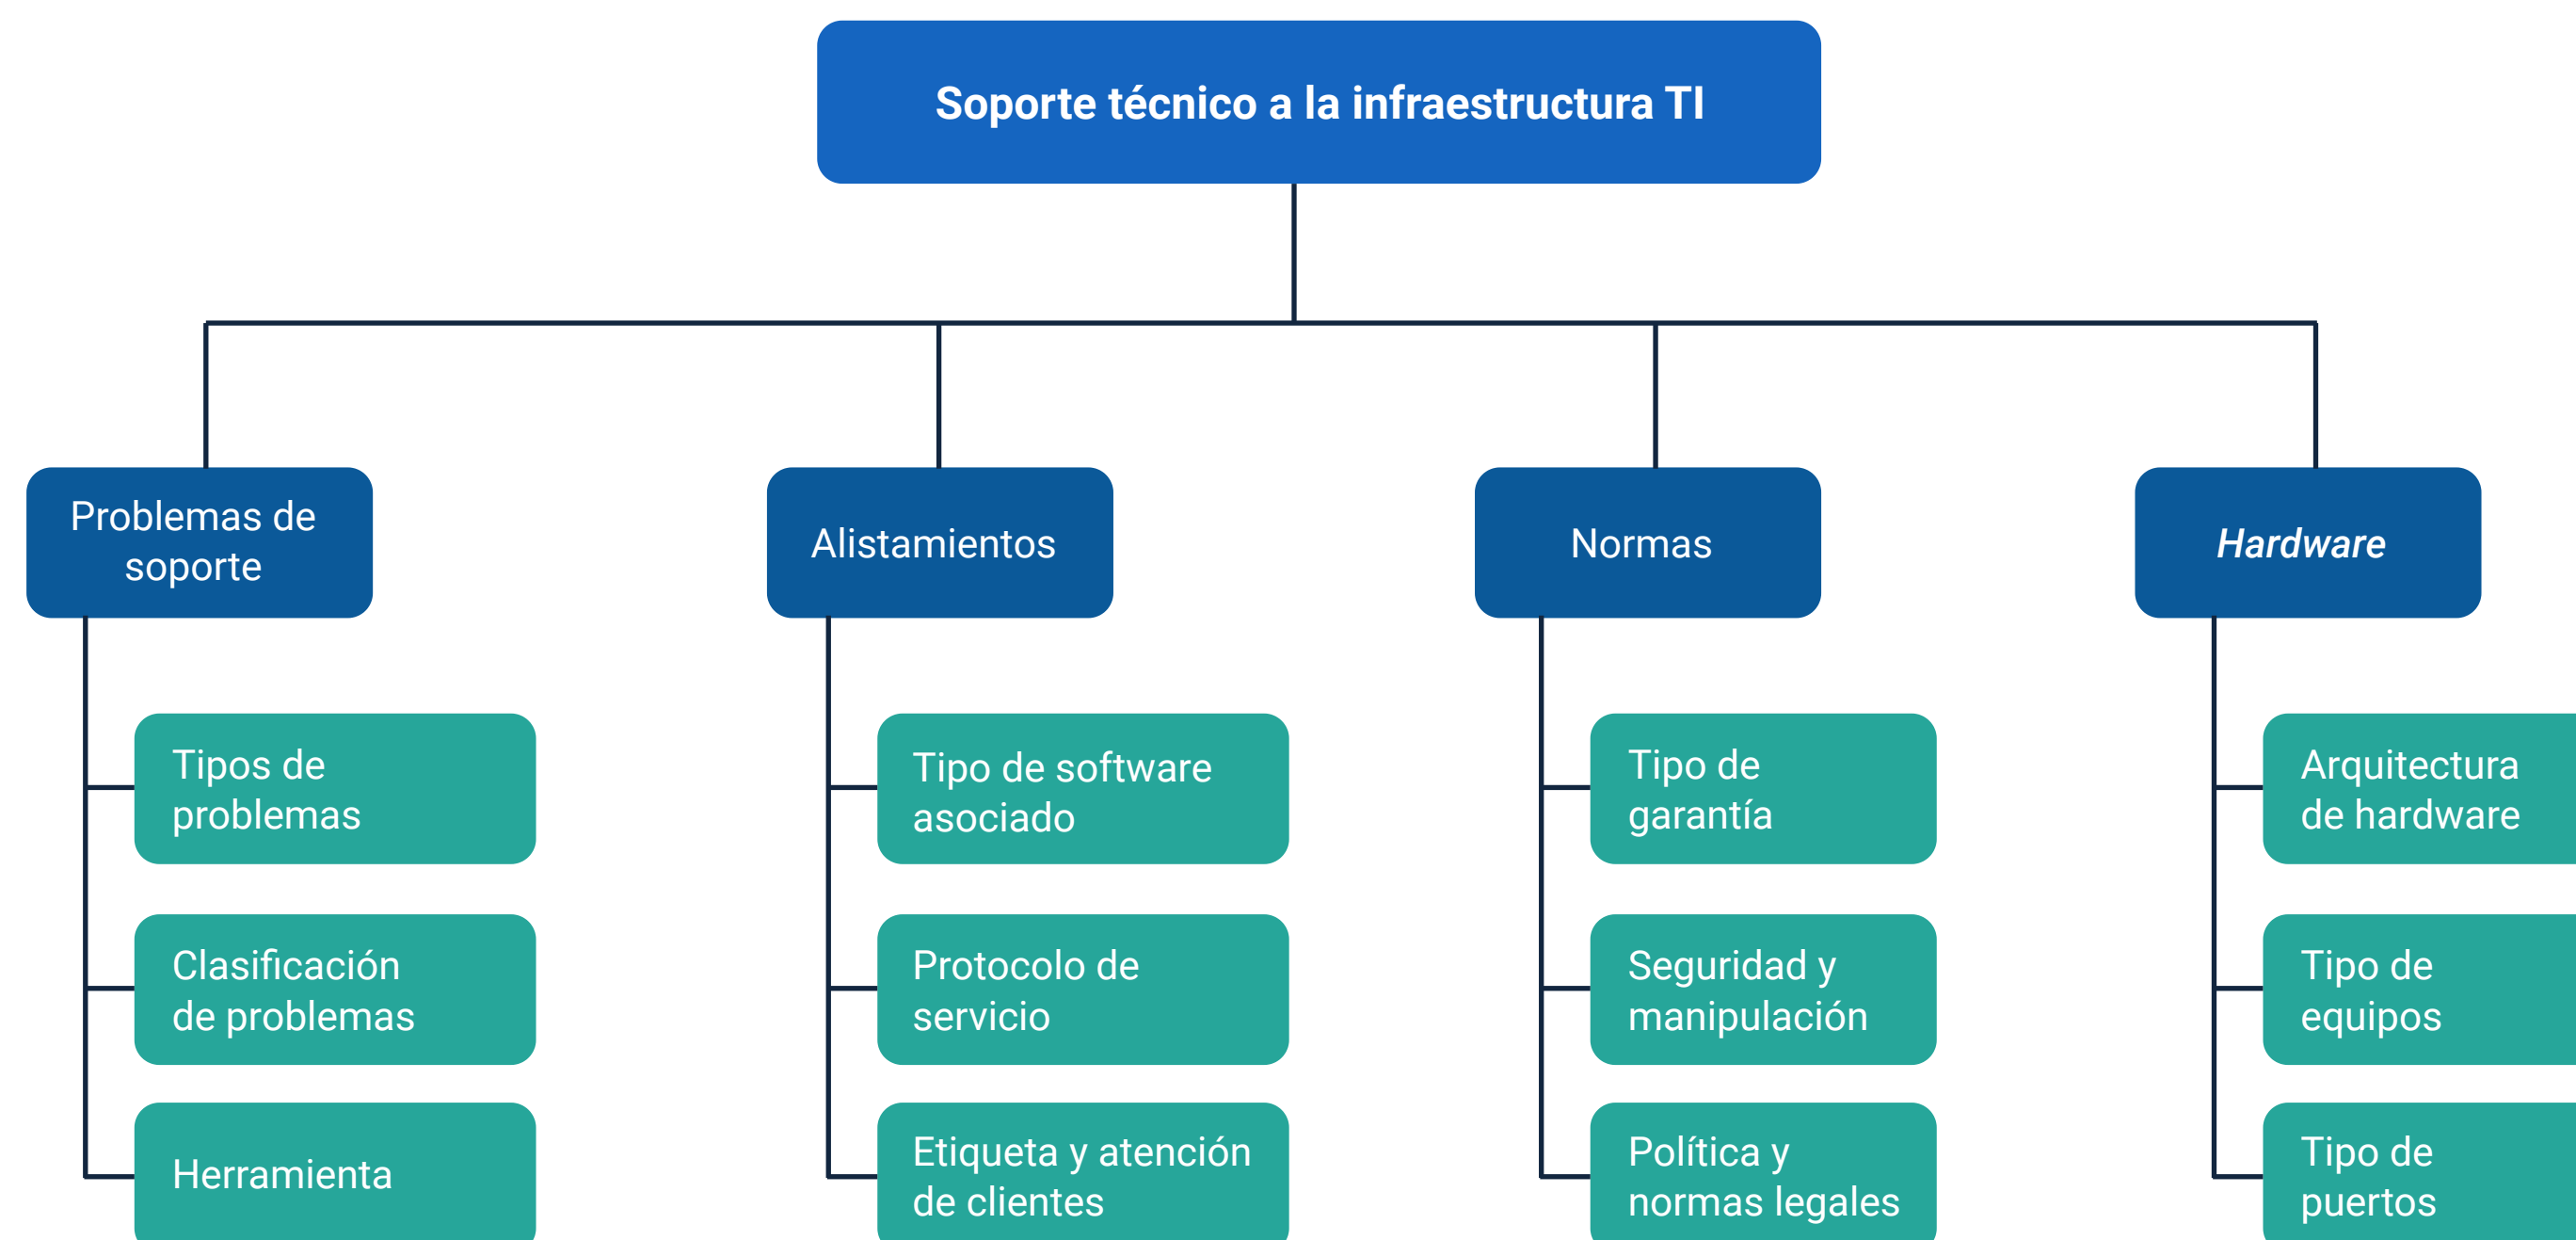 Soporte técnico a la infraestructura TI
Problemas de
soporte
Alistamientos
Normas
Hardware
Tipos de
problemas
Clasificación
de problemas
Herramienta
Tipo de software
asociado
Protocolo de
servicio
Etiqueta y atención
de clientes
Tipo de
garantía
Seguridad y
manipulación
Política y
normas legales
Arquitectura
de hardware
Tipo de
equipos
Tipo de
puertos